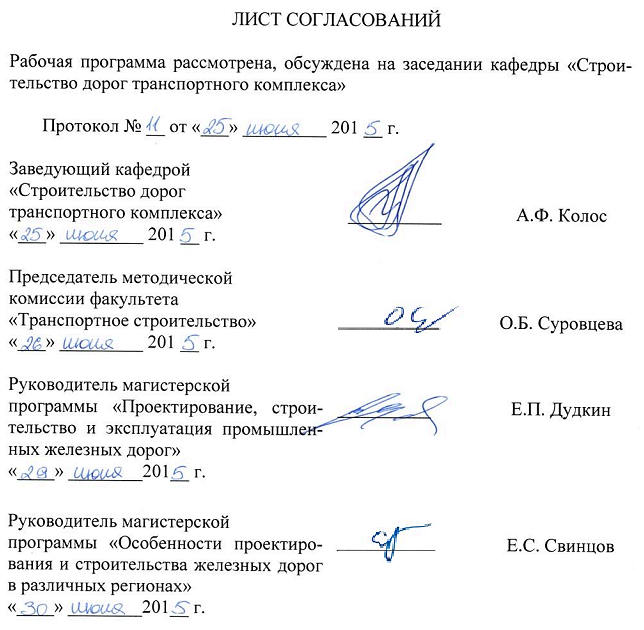 ЛИСТ СОГЛАСОВАНИЙ
Рабочая программа рассмотрена, обсуждена на заседании кафедры «Строи-
тельство дорог транспортного комплекса»
Протокол № 11 от «25» июня 2015 г.
Заведующий кафедрой
«Строительство дорог
транспортного комплекса» А.Ф. Колос
«25» июня 2015 г.
Председатель методической
комиссии факультета
«Транспортное строительство» О.Б. Суровцева
«26» июня 2015 г.
Руководитель магистерской
программы «Проектирование, строи- Е.П. Дудкин
тельство и эксплуатация промышлен-
ных железных дорог»
«29» июня 2015 г.
Руководитель магистерской
программы «Особенности проектиро- Е.С. Свинцов
вания и строительства железных дорог
в различных регионах»
«30» июня 2015 г.